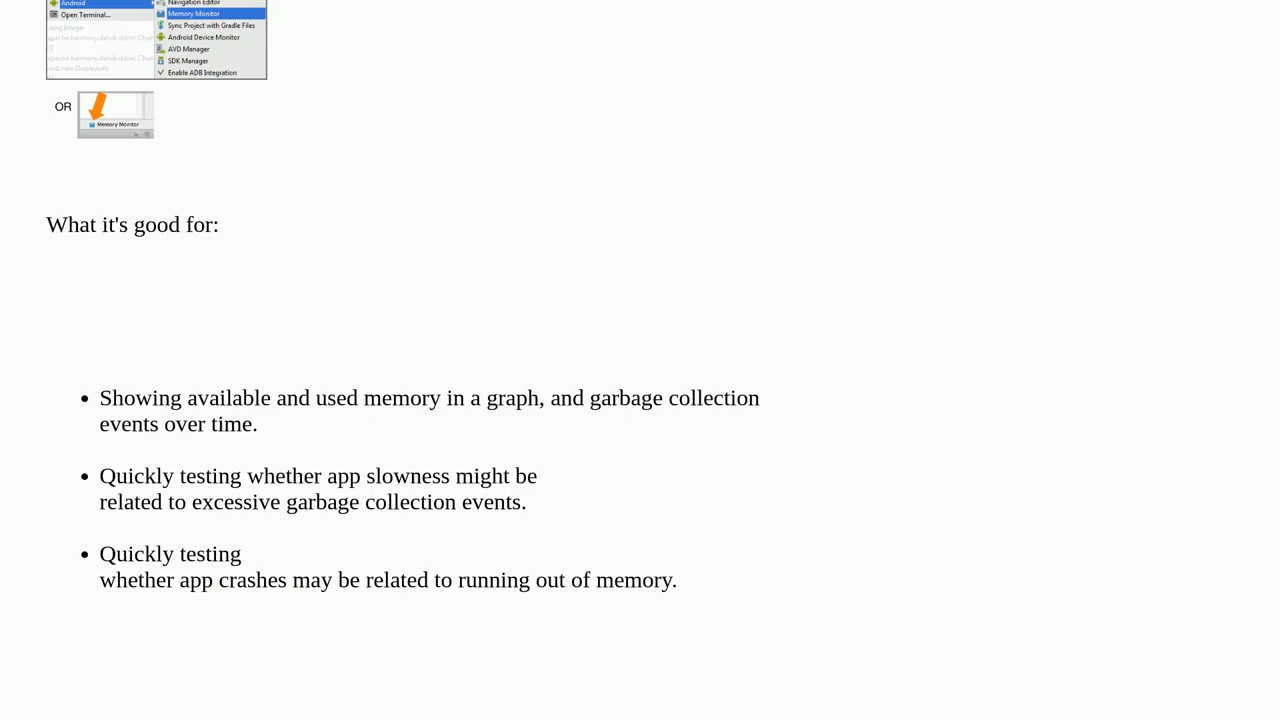 Android
Navigation Editor
Open Terminal...
Memory Monitor
Sync Project with Gradle Files
Android Device Monitor
AVD Manager
SDK Manager
Enable ADB Integration
OR
Memory Monitor
What it's good for:
• Showing available and used memory in a graph, and garbage collection
events over time.
• Quickly testing whether app slowness might be
related to excessive garbage collection events.
• Quickly testing
whether app crashes may be related to running out of memory.